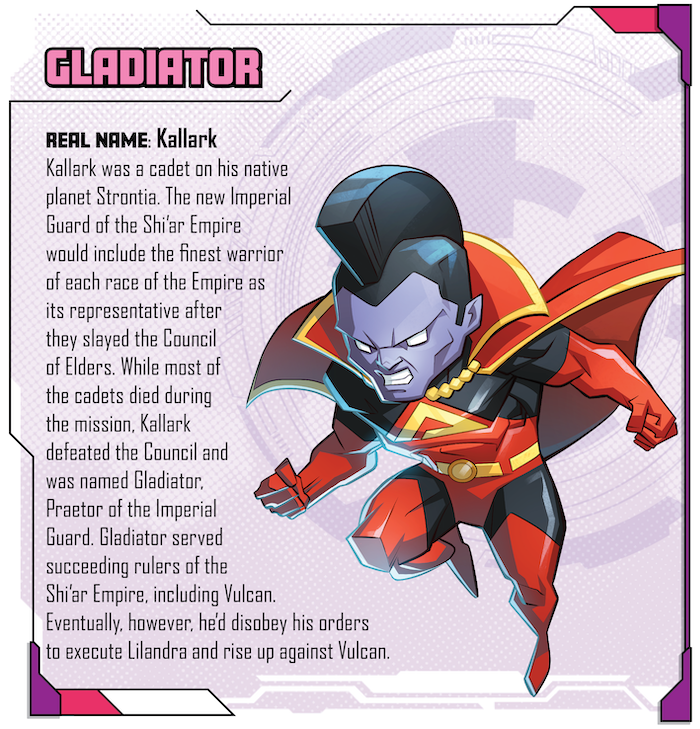 GLADIATOR
REAL NAME: Kallark
Kallark was a cadet on his native
planet Strontia. The new Imperial
Guard of the Shi'ar Empire
would include the finest warrior
of each race of the Empire as
its representative after
they slayed the Council
of Elders. While most of
the cadets died during
the mission, Kallark
defeated the Council and
was named Gladiator,
Praetor of the Imperial
Guard. Gladiator served
succeeding rulers of the
Shi'ar Empire, including Vulcan.
Eventually, however, he'd disobey his orders
to execute Lilandra and rise up against Vulcan.